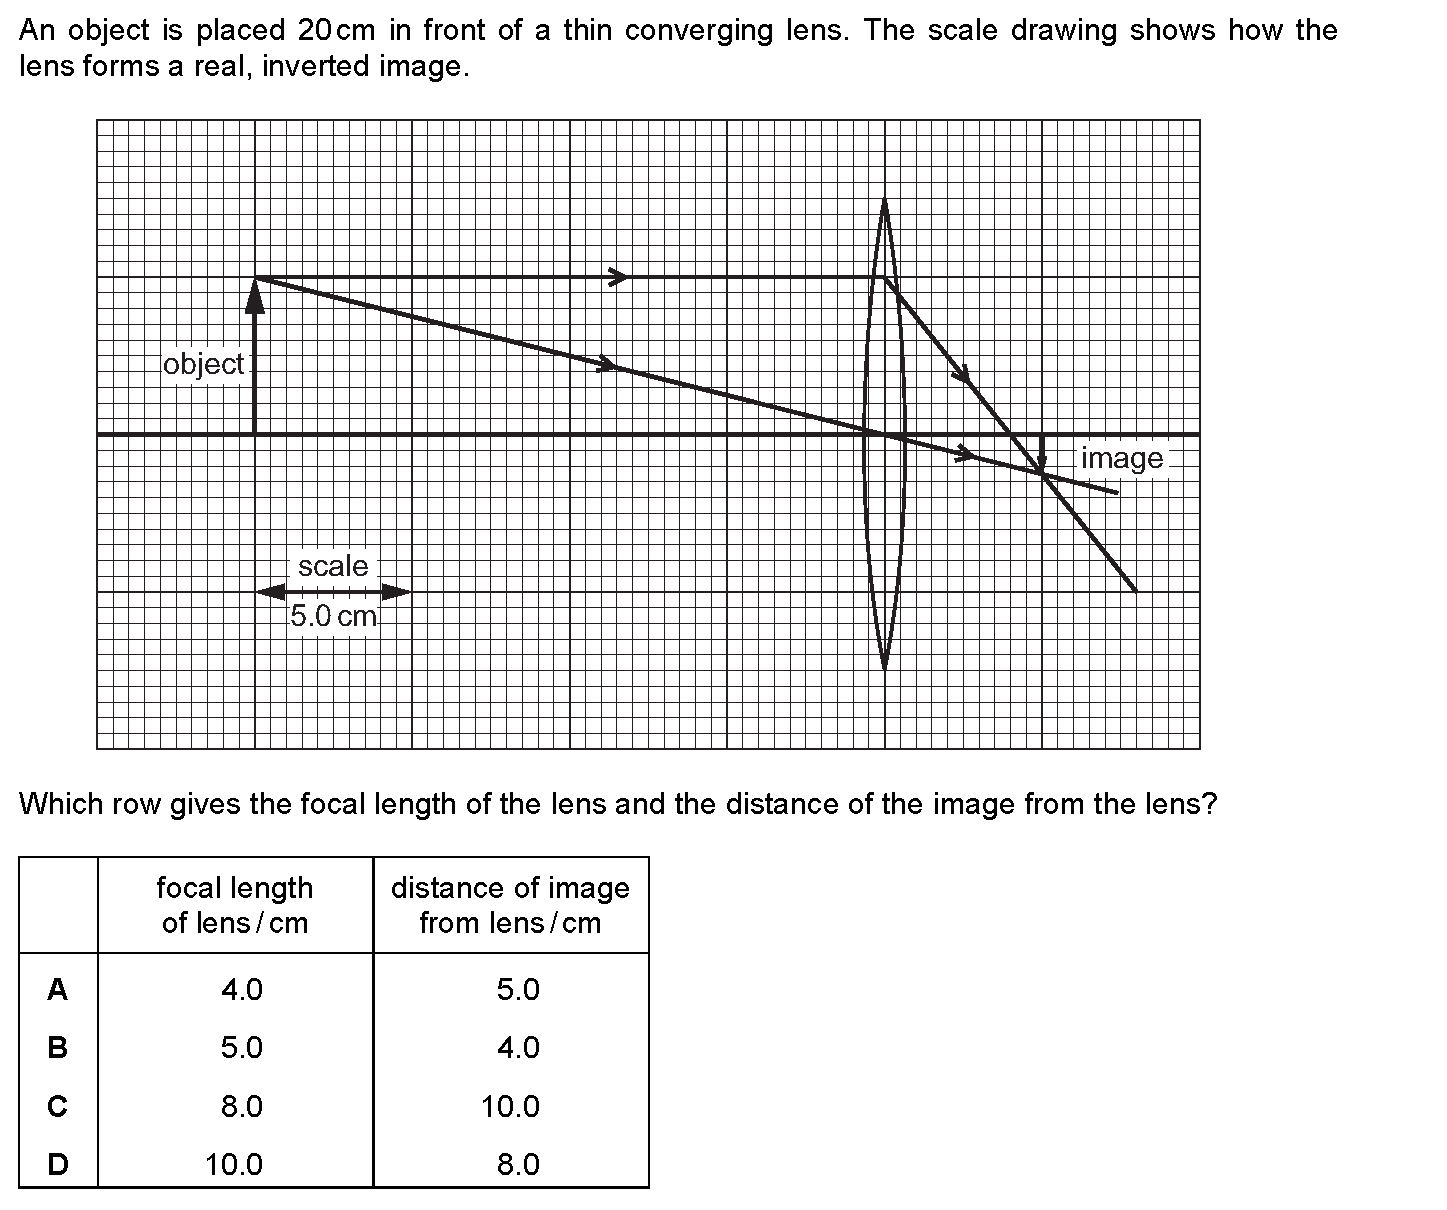 An object is placed 20 cm in front of a thin converging lens. The scale drawing shows how the
lens forms a real, inverted image.
object
image
scale
5.0 cm
Which row gives the focal length of the lens and the distance of the image from the lens?
focal length distance of image
of lens / cm from lens / cm
A 4.0 5.0
B 5.0 4.0
C 8.0 10.0
D 10.0 8.0